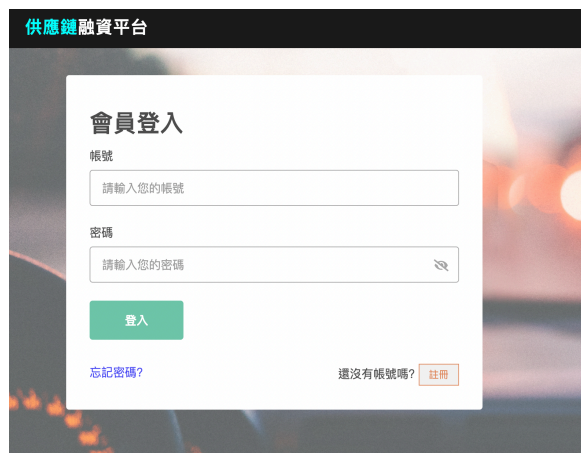 供應鏈融資平台
會員登入
帳號
請輸入您的帳號
密碼
請輸入您的密碼
登入
忘記密碼?
還沒有帳號嗎? 註冊